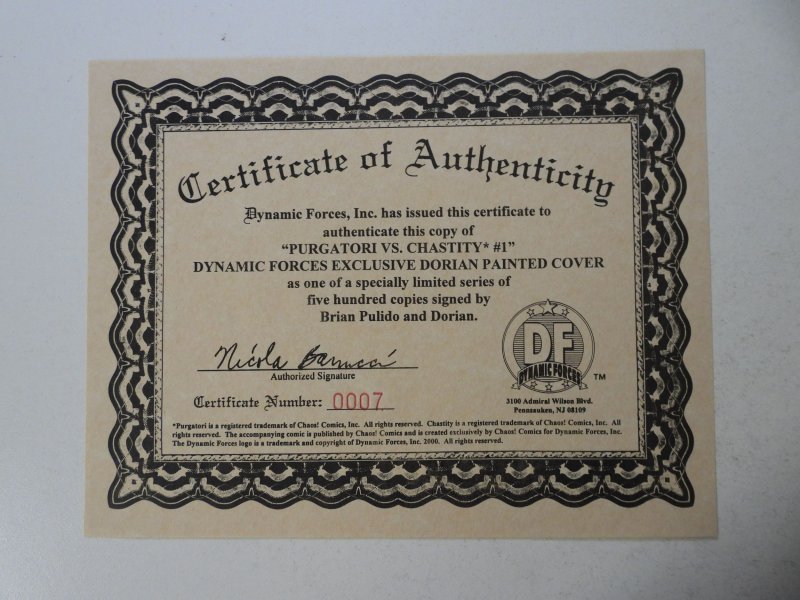 Certificate of Authenticity
Dynamic Forces, Inc. has issued this certificate to
authenticate this copy of
“PURGATORI VS. CHASTITY* #1”
DYNAMIC FORCES EXCLUSIVE DORIAN PAINTED COVER
as one of a specially limited series of
five hundred copies signed by
Brian Pulido and Dorian.
Nicola Barrucci
Authorized Signature
Certificate Number: 0007
DF
DYNAMIC FORCES
TM
3100 Admiral Wilson Blvd.
Pennsauken, NJ 08109
*Purgatori is a registered trademark of Chaos! Comics, Inc. All rights reserved. Chastity is a registered trademark of Chaos! Comics, Inc. All
rights reserved. The accompanying comic is published by Chaos! Comics and is created exclusively by Chaos! Comics for Dynamic Forces, Inc.
The Dynamic Forces logo is a trademark and copyright of Dynamic Forces, Inc. 2000. All rights reserved.